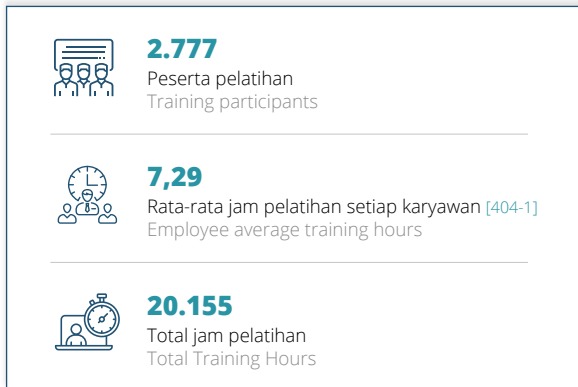 2.777
Peserta pelatihan
Training participants
7,29
Rata-rata jam pelatihan setiap karyawan [404-1]
Employee average training hours
20.155
Total jam pelatihan
Total Training Hours